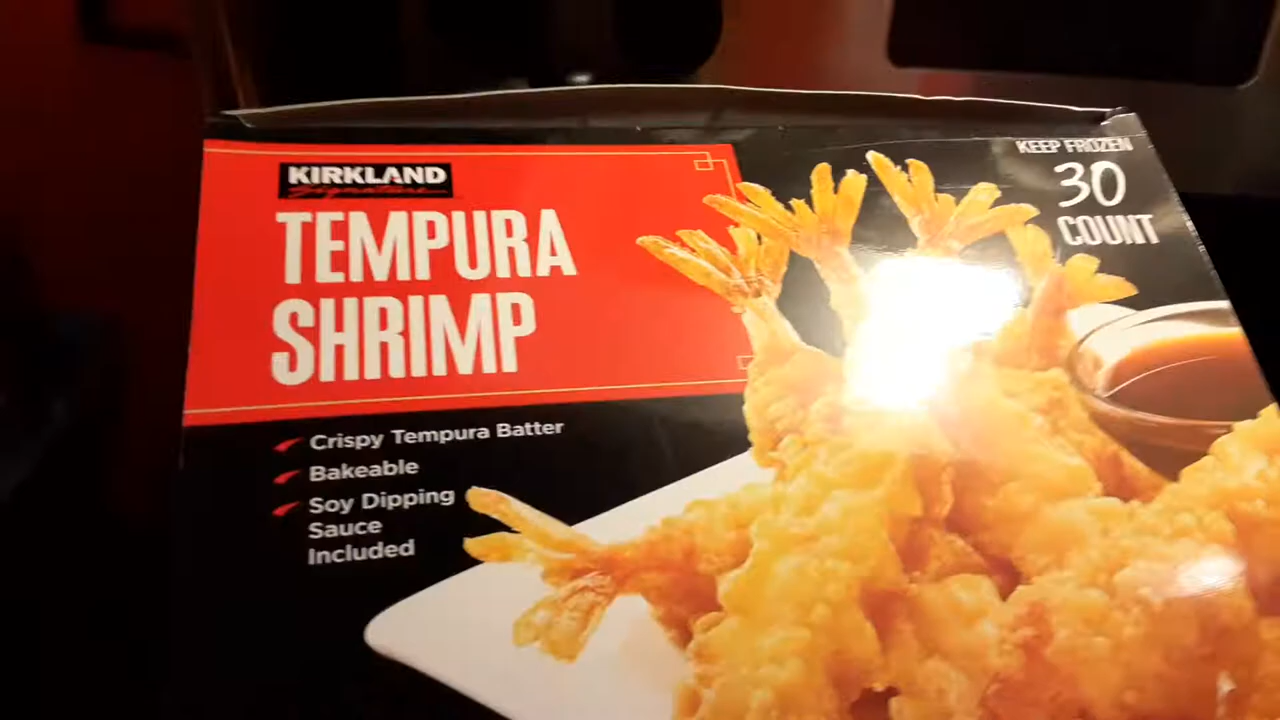 KIRKLAND
Signature
TEMPURA
SHRIMP
KEEP FROZEN
30
COUNT
Crispy Tempura Batter
Bakeable
Soy Dipping
Sauce
Included